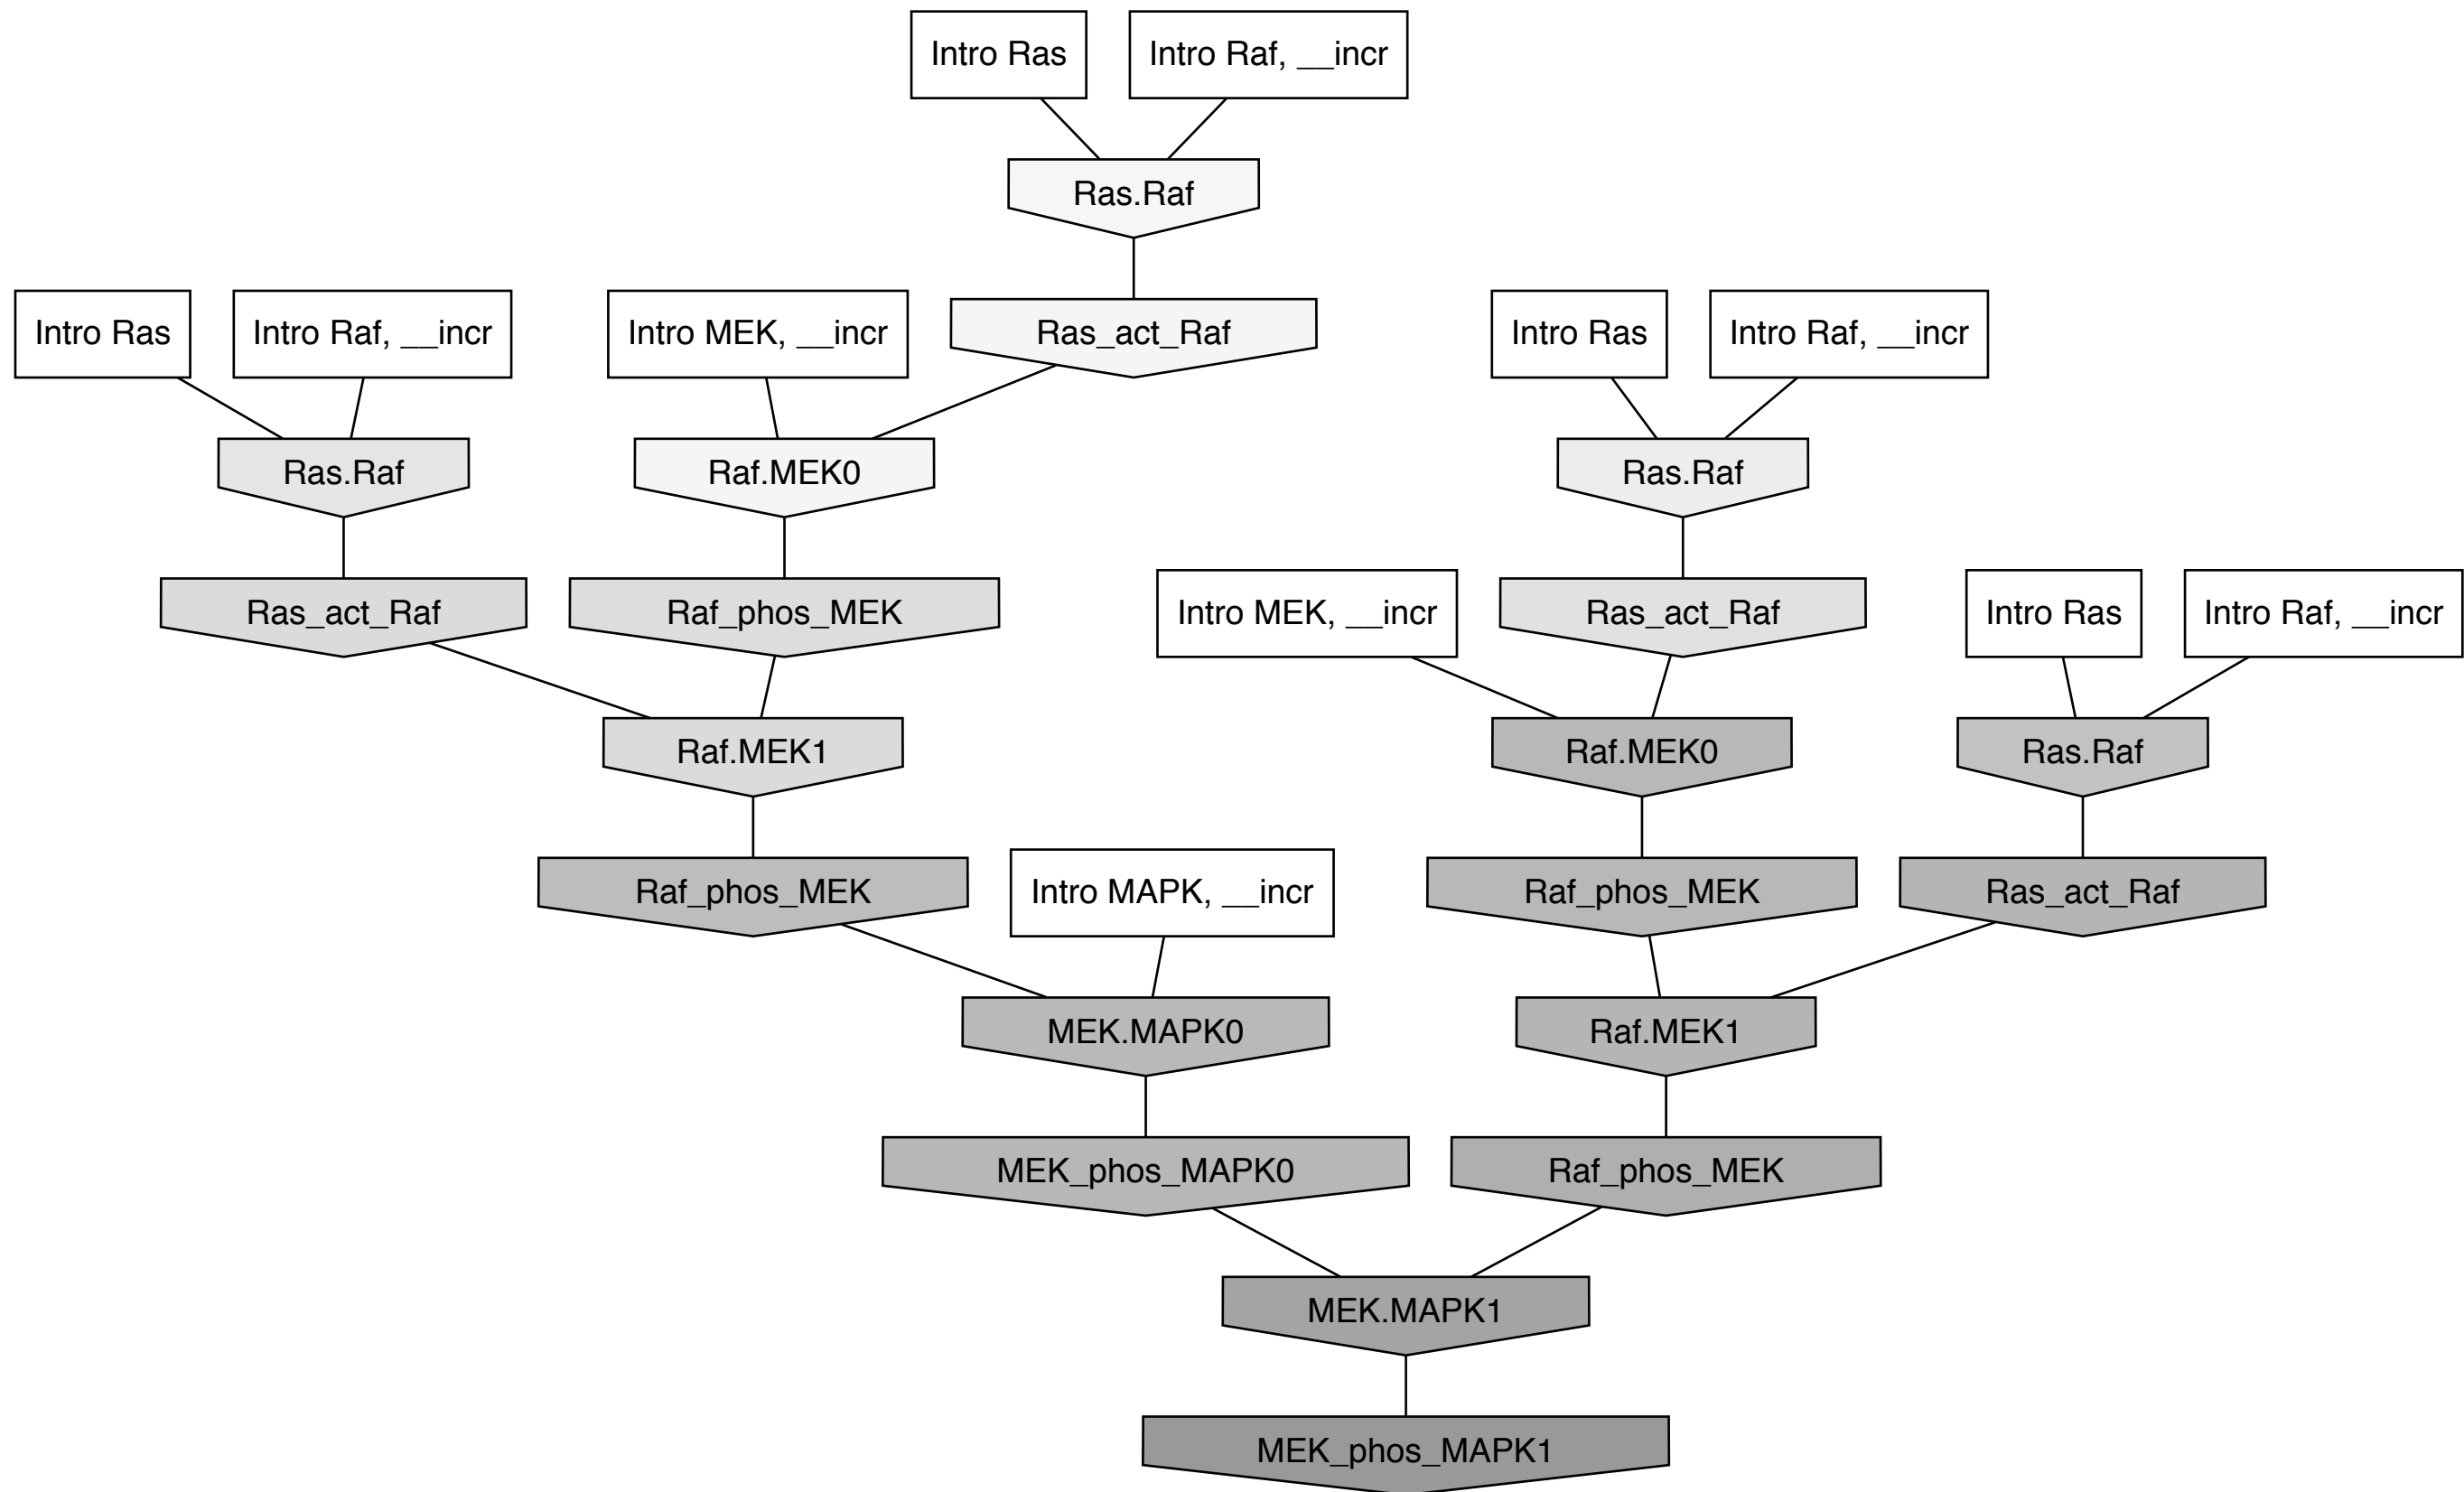 Intro Ras
Intro Raf, __incr
Ras.Raf
Intro Ras
Intro Raf, __incr
Intro MEK, __incr
Ras_act_Raf
Intro Ras
Intro Raf, __incr
Ras.Raf
Raf.MEK0
Ras.Raf
Ras_act_Raf
Raf_phos_MEK
Intro MEK, __incr
Ras_act_Raf
Intro Ras
Intro Raf, __incr
Raf.MEK1
Raf.MEK0
Ras.Raf
Raf_phos_MEK
Intro MAPK, __incr
Raf_phos_MEK
Ras_act_Raf
MEK.MAPK0
Raf.MEK1
MEK_phos_MAPK0
Raf_phos_MEK
MEK.MAPK1
MEK_phos_MAPK1